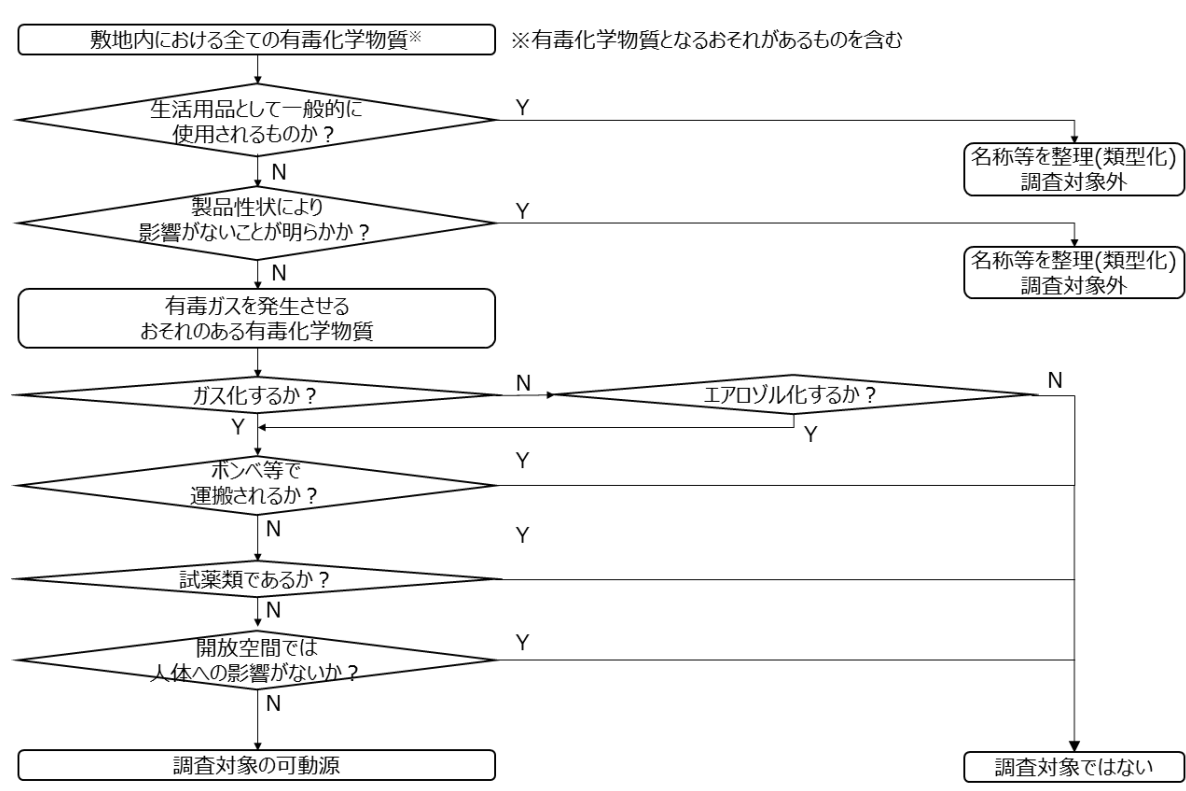 敷地内における全ての有毒化学物質※
※有毒化学物質となるおそれがあるものを含む
生活用品として一般的に
使用されるものか？
Y
名称等を整理(類型化)
調査対象外
N
製品性状により
影響がないことが明らかか？
Y
名称等を整理(類型化)
調査対象外
N
有毒ガスを発生させる
おそれのある有毒化学物質
ガス化するか？
N
エアロゾル化するか？
N
Y
Y
ボンベ等で
運搬されるか？
Y
N
試薬類であるか？
Y
N
開放空間では
人体への影響がないか？
Y
N
調査対象の可動源
調査対象ではない